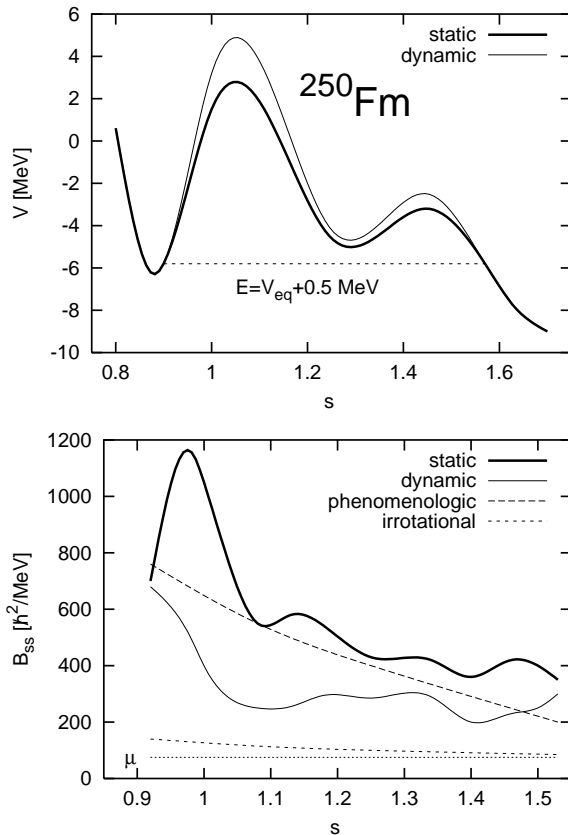 6
4
2
0
-2
-4
-6
-8
-10
V [MeV]
static
dynamic
²⁵⁰Fm
E=V_eq+0.5 MeV
0.8 1 1.2 1.4 1.6
s
1200
1000
800
600
400
200
0
B_ss [ℏ²/MeV]
static
dynamic
phenomenologic
irrotational
μ
0.9 1 1.1 1.2 1.3 1.4 1.5
s